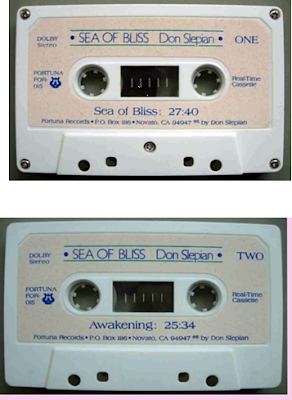 DOLBY Stereo • SEA OF BLISS Don Slepian • ONE
FORTUNA FOR-015
Real-Time Cassette
Sea of Bliss: 27:40
Fortuna Records • P.O. Box 1116 • Novato, CA 94947 by Don Slepian
DOLBY Stereo • SEA OF BLISS Don Slepian • TWO
FORTUNA FOR-015
Real-Time Cassette
Awakening: 25:34
Fortuna Records • P.O. Box 1116 • Novato, CA 94947 by Don Slepian